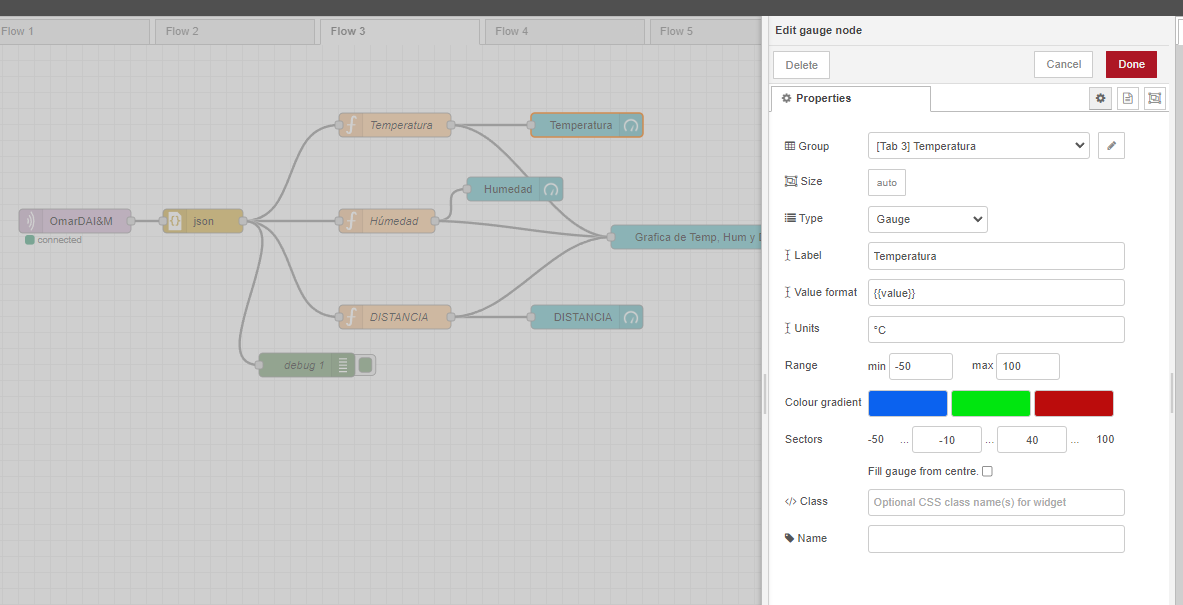 Flow 1
Flow 2
Flow 3
Flow 4
Flow 5
Temperatura
Temperatura
Humedad
OmarDAI&M
connected
{}
json
Húmedad
Grafica de Temp, Hum y
DISTANCIA
DISTANCIA
debug 1
Edit gauge node
Delete
Cancel
Done
Properties
Group
[Tab 3] Temperatura
Size
auto
Type
Gauge
Label
Temperatura
Value format
{{value}}
Units
°C
Range
min
-50
max
100
Colour gradient
Sectors
-50 ... -10 ... 40 ... 100
Fill gauge from centre.
</> Class
Optional CSS class name(s) for widget
Name